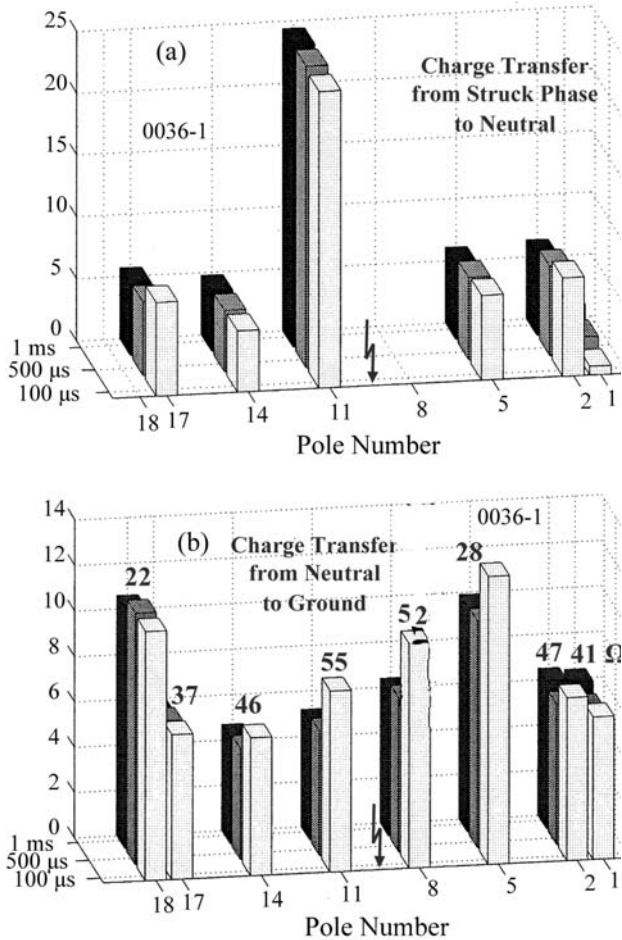 25
(a)
Charge Transfer
from Struck Phase
to Neutral
20
0036-1
15
10
5
0
1 ms
500 μs
100 μs
18 17 14 11 8 5 2 1
Pole Number
14
0036-1
(b)
Charge Transfer
from Neutral
to Ground
12
10
8
6
4
2
0
22 37 46 55 52 28 47 41 Ω
1 ms
500 μs
100 μs
18 17 14 11 8 5 2 1
Pole Number